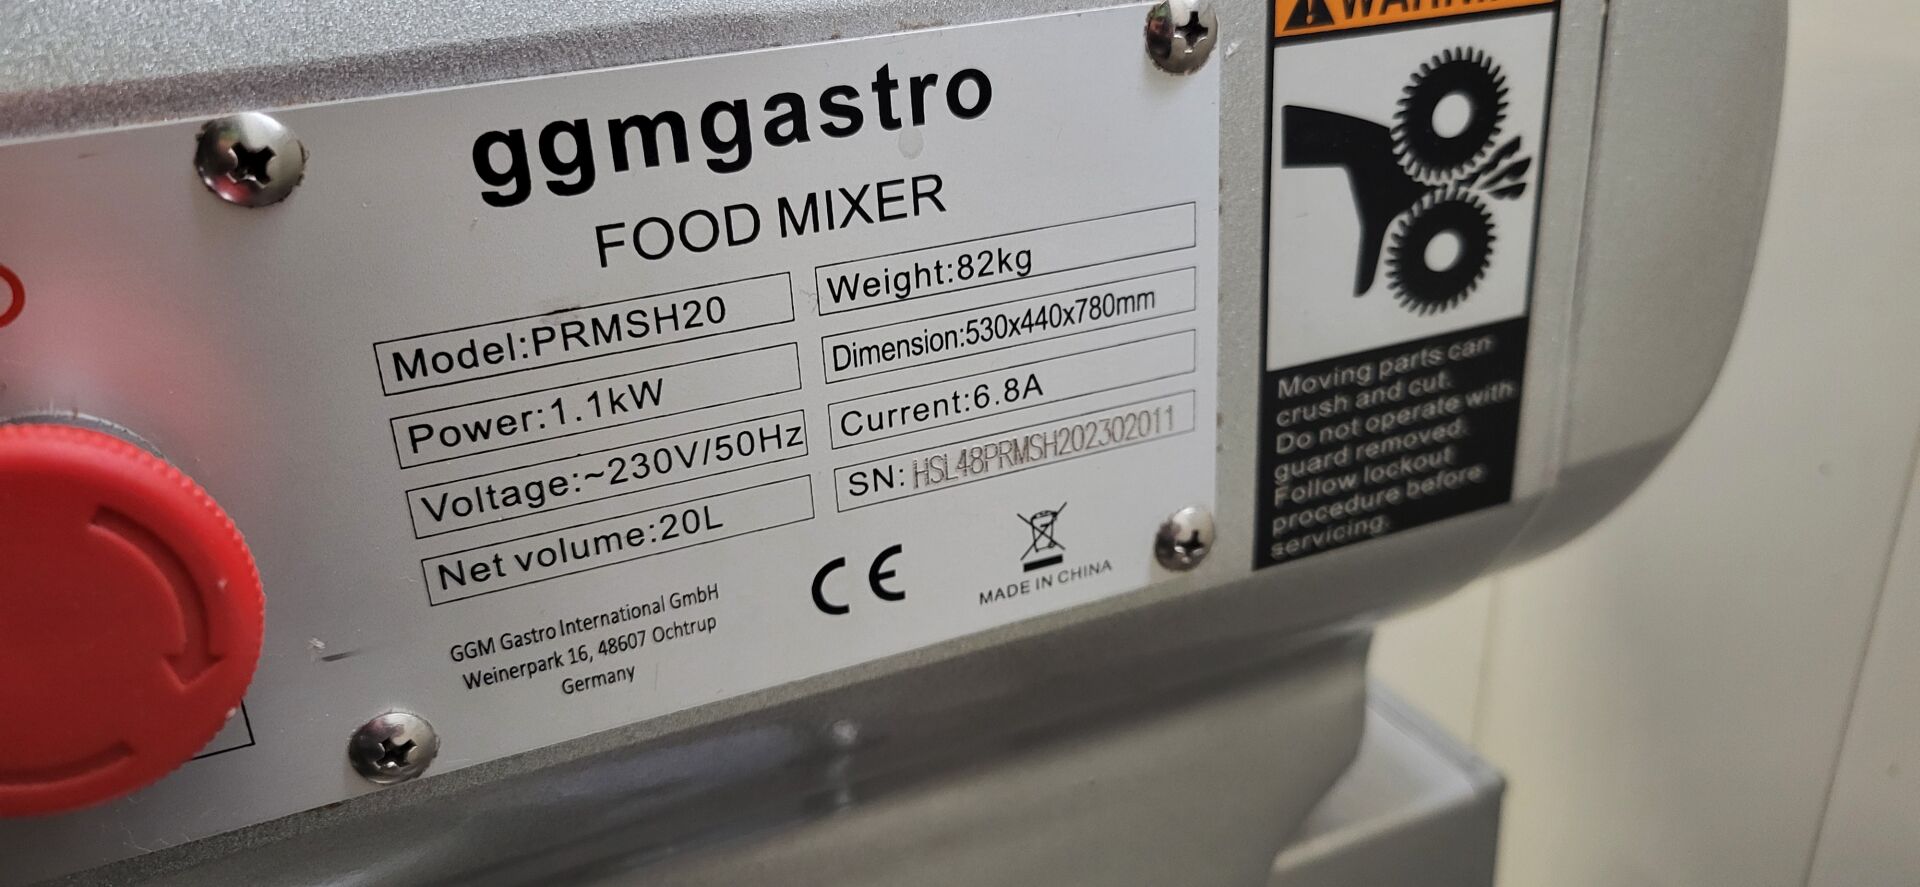 ggmgastro
FOOD MIXER
Model:PRMSH20
Weight:82kg
Power:1.1kW
Dimension:530x440x780mm
Voltage:~230V/50Hz
Current:6.8A
Net volume:20L
SN: HSL48PRMSH202302011
GGM Gastro International GmbH
Weinerpark 16, 48607 Ochtrup
Germany
CE
MADE IN CHINA
WARNING
Moving parts can
crush and cut.
Do not operate with
guard removed.
Follow lockout
procedure before
servicing.